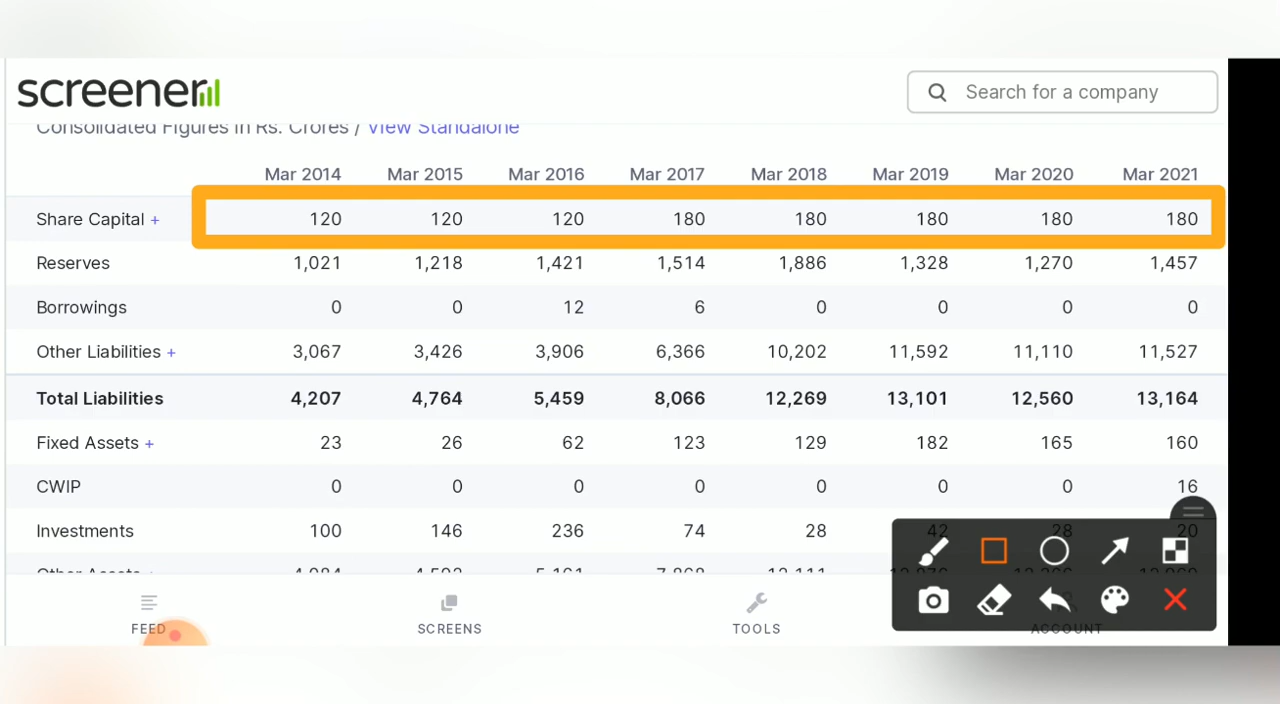 screener
Search for a company
Consolidated Figures in Rs. Crores / View Standalone
Mar 2014 Mar 2015 Mar 2016 Mar 2017 Mar 2018 Mar 2019 Mar 2020 Mar 2021
Share Capital + 120 120 120 180 180 180 180 180
Reserves 1,021 1,218 1,421 1,514 1,886 1,328 1,270 1,457
Borrowings 0 0 12 6 0 0 0 0
Other Liabilities + 3,067 3,426 3,906 6,366 10,202 11,592 11,110 11,527
Total Liabilities 4,207 4,764 5,459 8,066 12,269 13,101 12,560 13,164
Fixed Assets + 23 26 62 123 129 182 165 160
CWIP 0 0 0 0 0 0 0 16
Investments 100 146 236 74 28 42 28 20
Other Assets +
FEED SCREENS TOOLS ACCOUNT